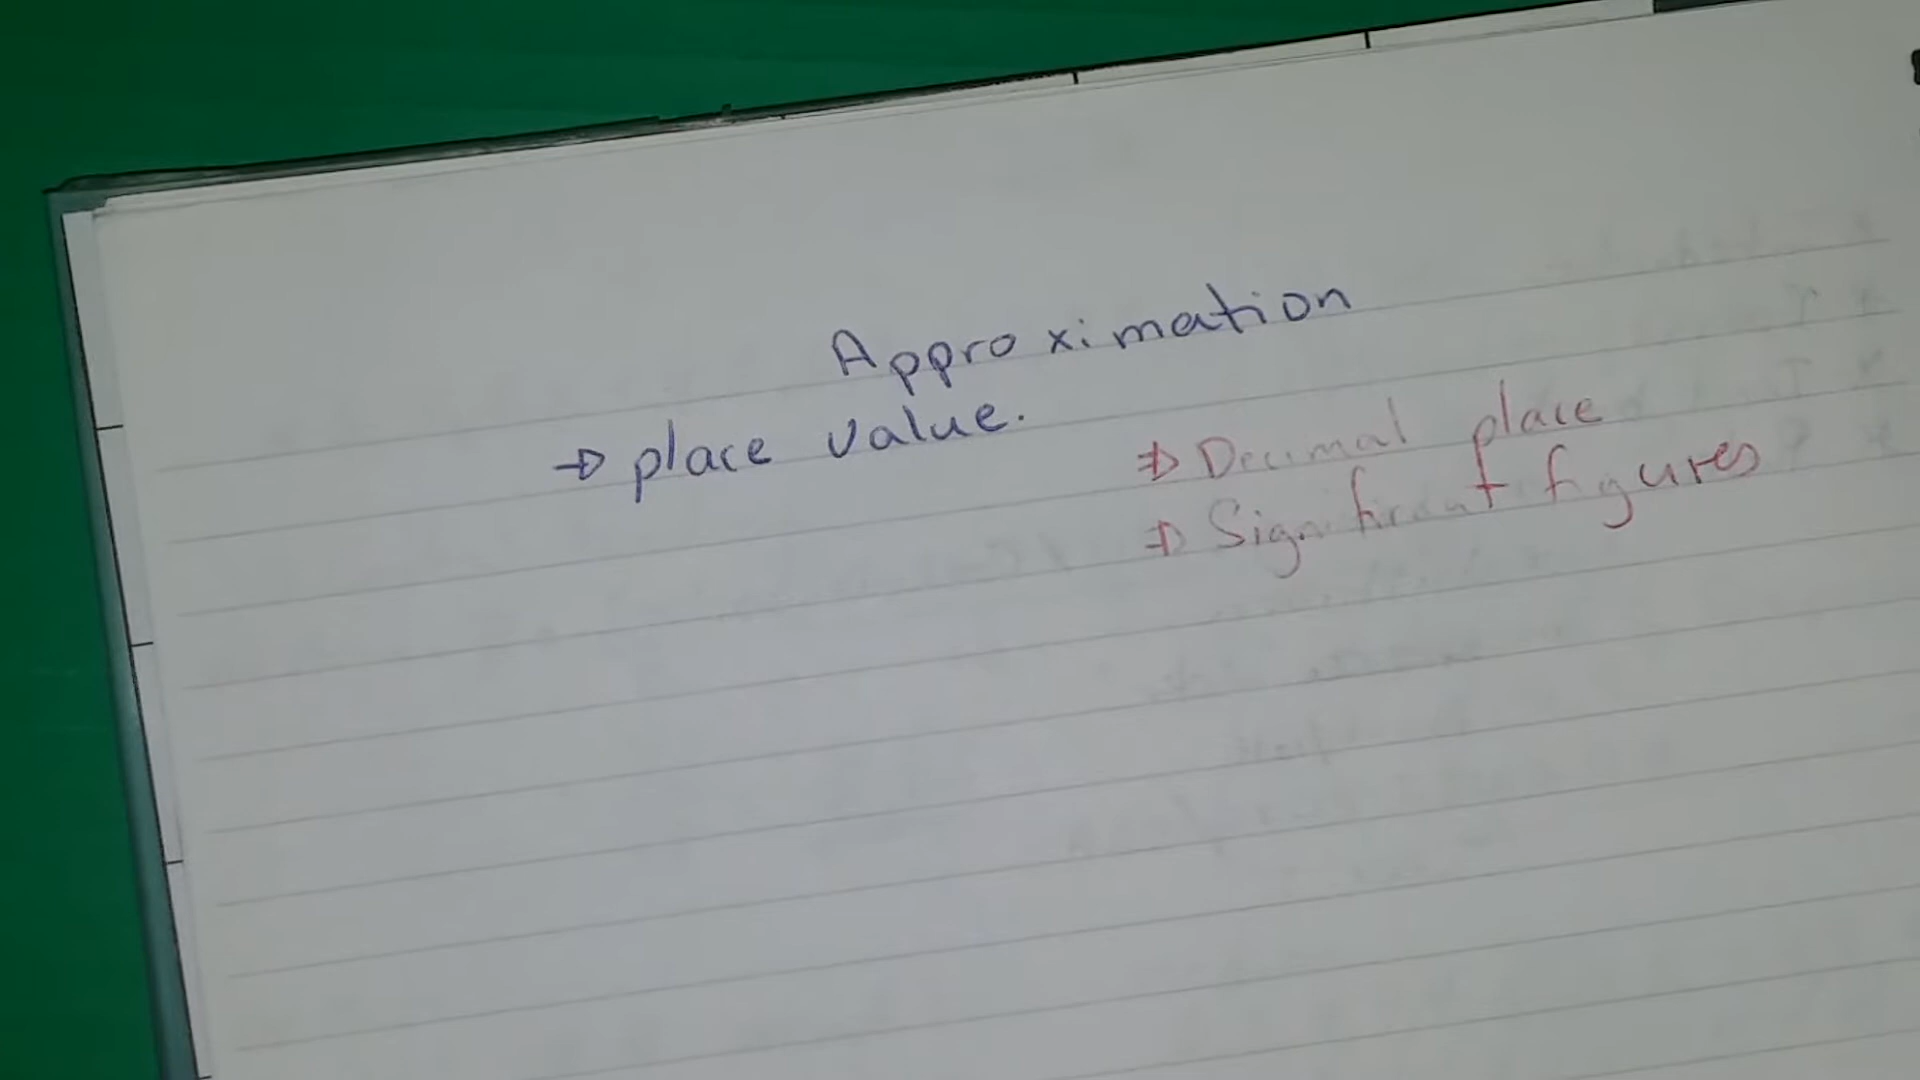 Approximation
→ place value.
⇒ Decimal place
⇒ Significant figures